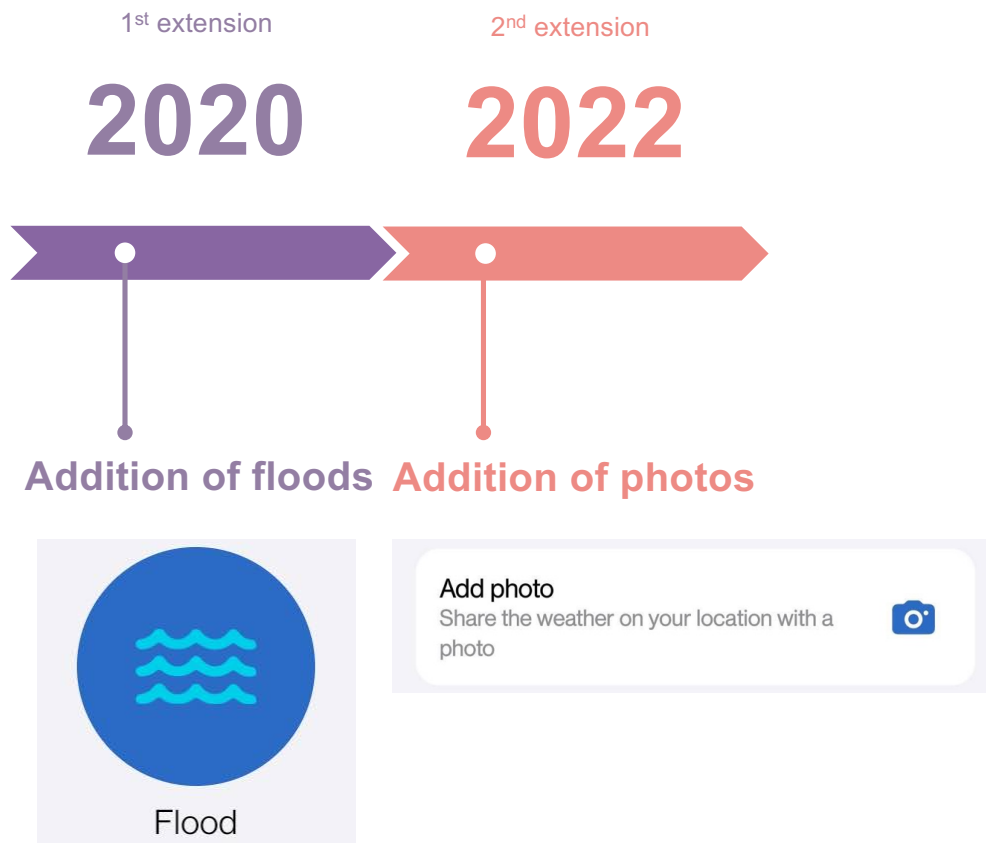 1st extension
2nd extension
2020
2022
Addition of floods
Addition of photos
Add photo
Share the weather on your location with a
photo
Flood